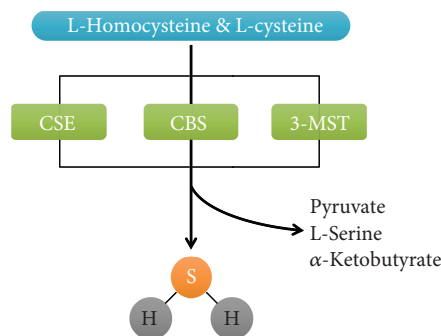 L-Homocysteine & L-cysteine
CSE CBS 3-MST
Pyruvate
L-Serine
α-Ketobutyrate
S
H H